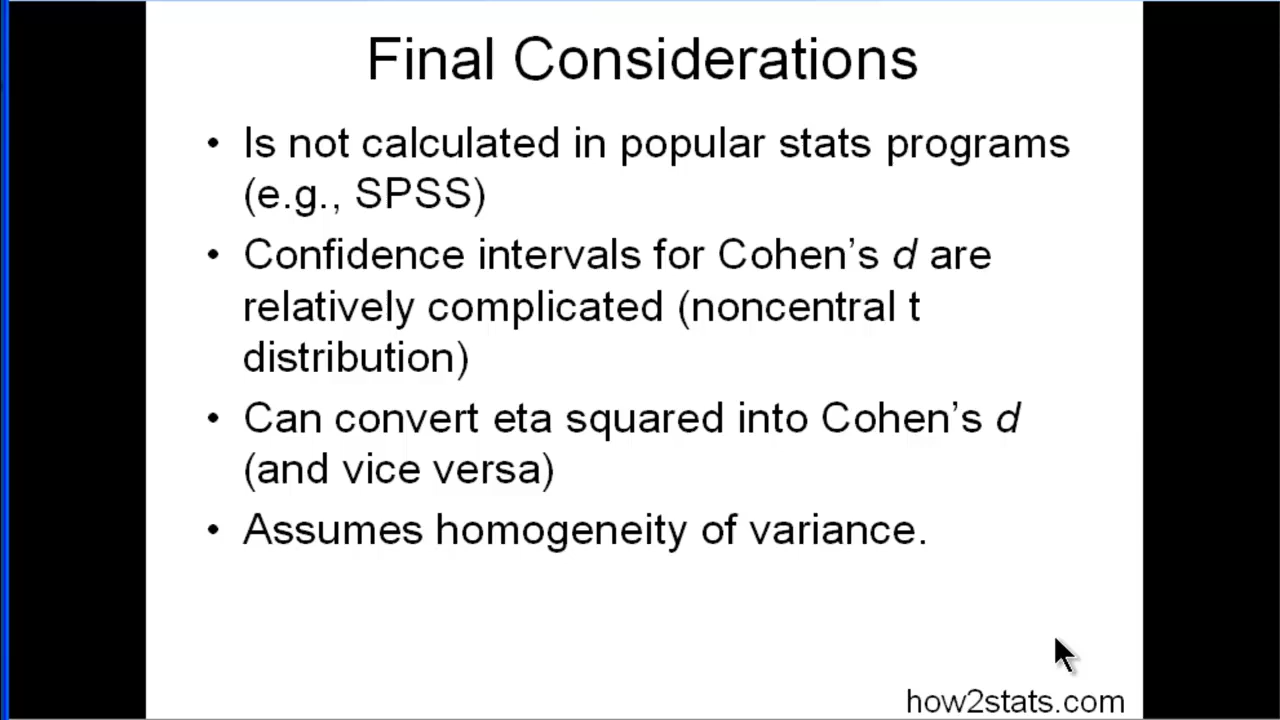 Final Considerations
• Is not calculated in popular stats programs
(e.g., SPSS)
• Confidence intervals for Cohen’s d are
relatively complicated (noncentral t
distribution)
• Can convert eta squared into Cohen’s d
(and vice versa)
• Assumes homogeneity of variance.
how2stats.com